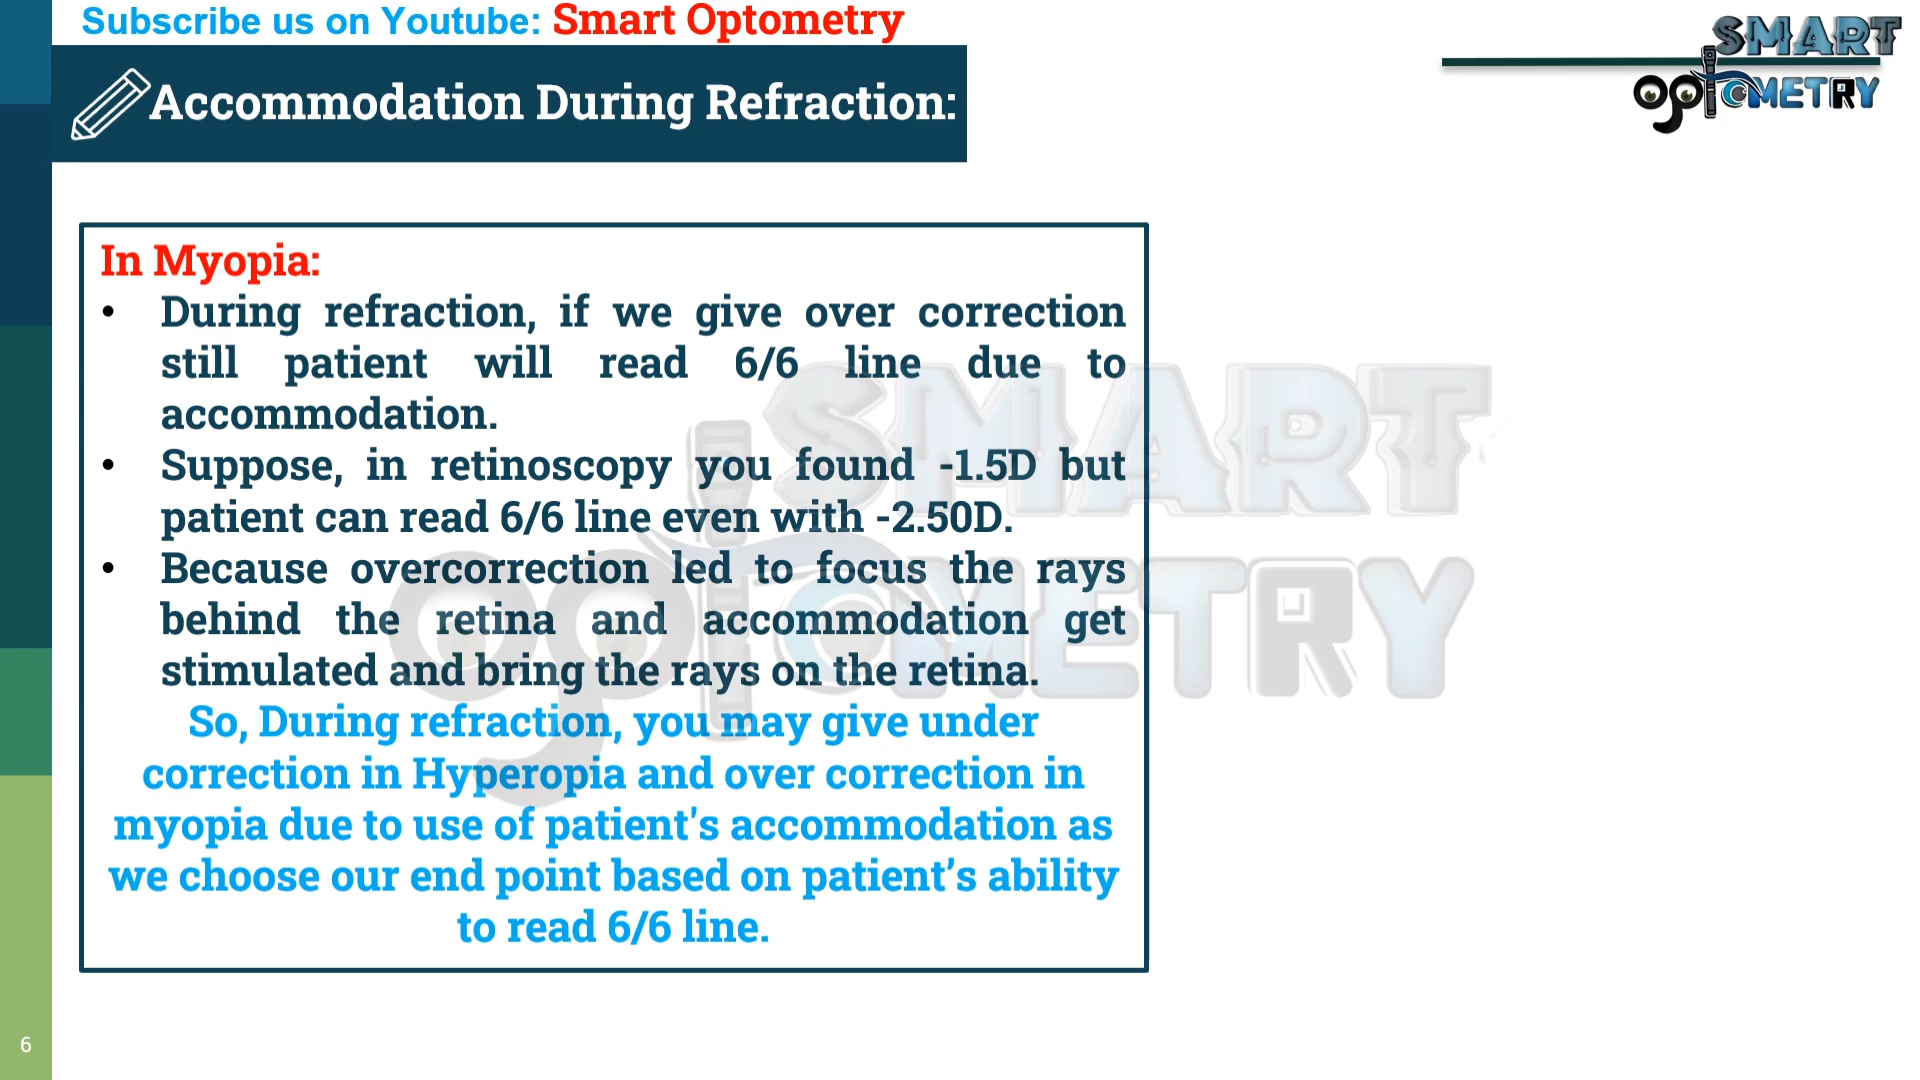 Subscribe us on Youtube: Smart Optometry
SMART
OPTOMETRY
Accommodation During Refraction:
In Myopia:
• During refraction, if we give over correction
still patient will read 6/6 line due to
accommodation.
• Suppose, in retinoscopy you found -1.5D but
patient can read 6/6 line even with -2.50D.
• Because overcorrection led to focus the rays
behind the retina and accommodation get
stimulated and bring the rays on the retina.
So, During refraction, you may give under
correction in Hyperopia and over correction in
myopia due to use of patient's accommodation as
we choose our end point based on patient’s ability
to read 6/6 line.
SMART
OPTOMETRY
6